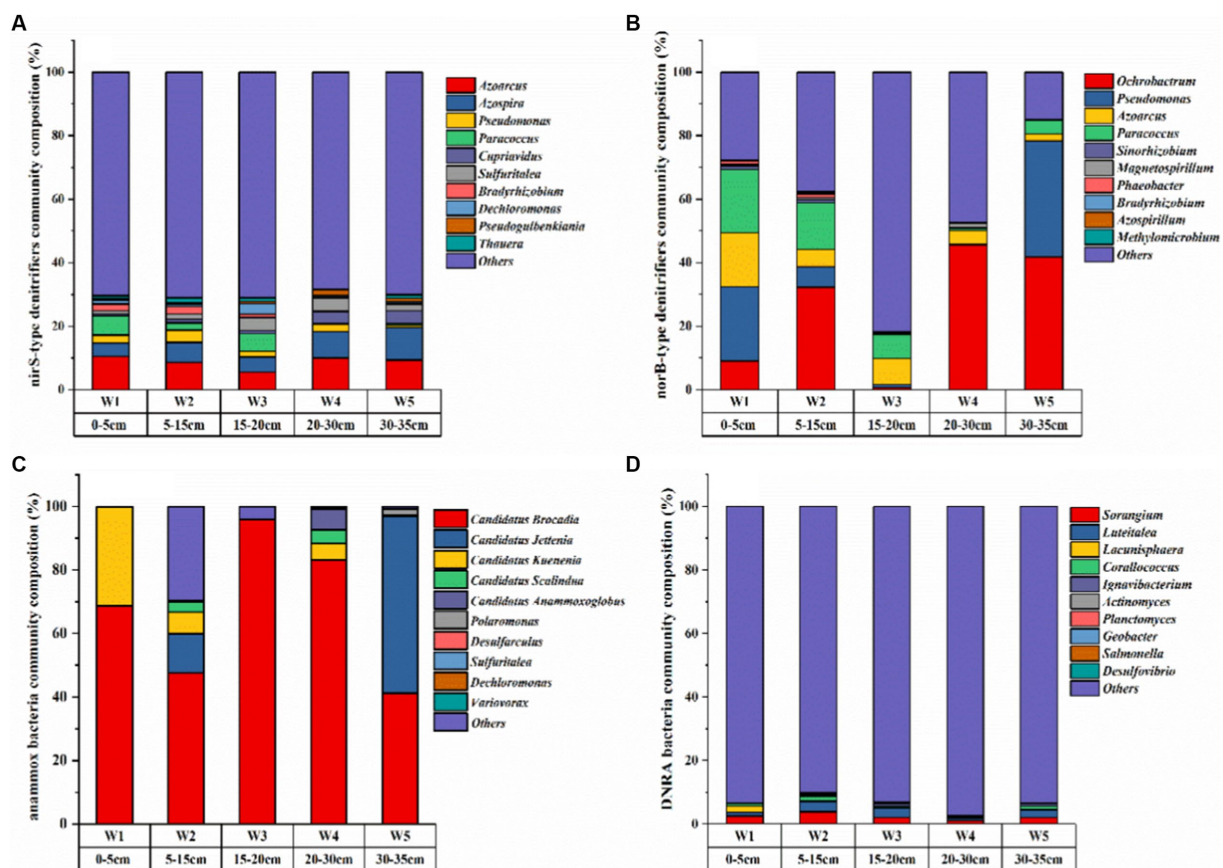 A
nirS-type denitrifiers community composition (%)
100
80
60
40
20
0
W1 W2 W3 W4 W5
0-5cm 5-15cm 15-20cm 20-30cm 30-35cm
Azoarcus
Azospira
Pseudomonas
Paracoccus
Cupriavidus
Sulfuritalea
Bradyrhizobium
Dechloromonas
Pseudogulbenkiania
Thauera
Others
B
norB-type denitrifiers community composition (%)
100
80
60
40
20
0
W1 W2 W3 W4 W5
0-5cm 5-15cm 15-20cm 20-30cm 30-35cm
Ochrobactrum
Pseudomonas
Azoarcus
Paracoccus
Sinorhizobium
Magnetospirillum
Phaeobacter
Bradyrhizobium
Azospirillum
Methylomicrobium
Others
C
anammox bacteria community composition (%)
100
80
60
40
20
0
W1 W2 W3 W4 W5
0-5cm 5-15cm 15-20cm 20-30cm 30-35cm
Candidatus Brocadia
Candidatus Jettenia
Candidatus Kuenenia
Candidatus Scalindua
Candidatus Anammoxoglobus
Polaromonas
Desulfarculus
Sulfuritalea
Dechloromonas
Variovorax
Others
D
DNRA bacteria community composition (%)
100
80
60
40
20
0
W1 W2 W3 W4 W5
0-5cm 5-15cm 15-20cm 20-30cm 30-35cm
Sorangium
Luteitalea
Lacunisphaera
Corallococcus
Ignavibacterium
Actinomyces
Planctomyces
Geobacter
Salmonella
Desulfovibrio
Others